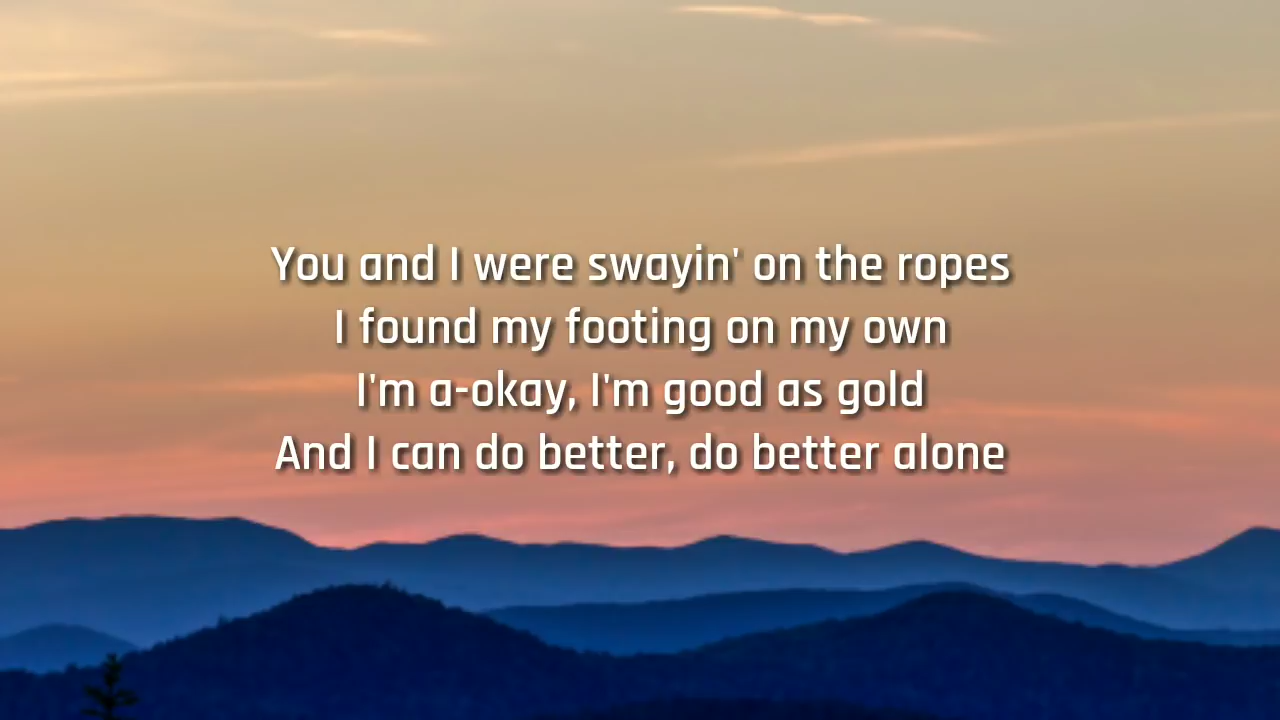 You and I were swayin' on the ropes
I found my footing on my own
I'm a-okay, I'm good as gold
And I can do better, do better alone